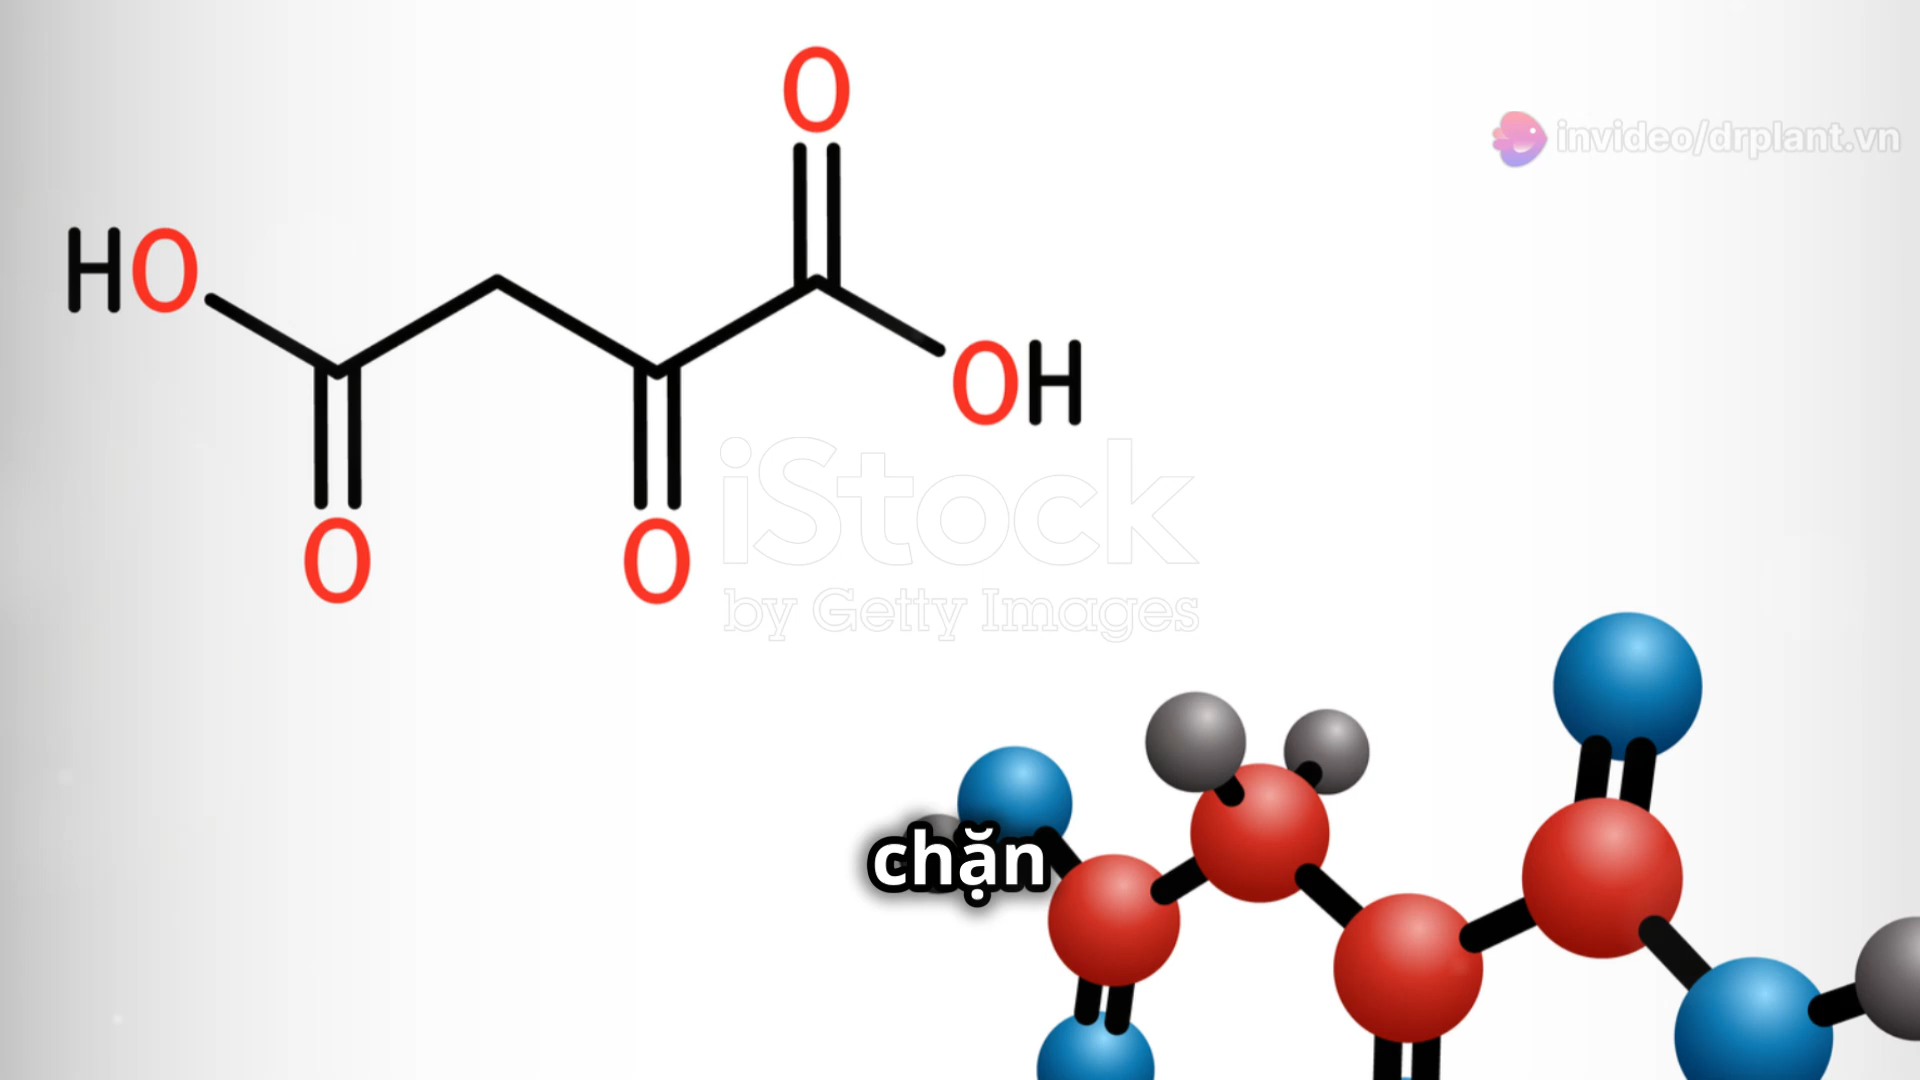 O
invideo/drplant.vn
HO
OH
O
O
iStock
by Getty Images
chặn